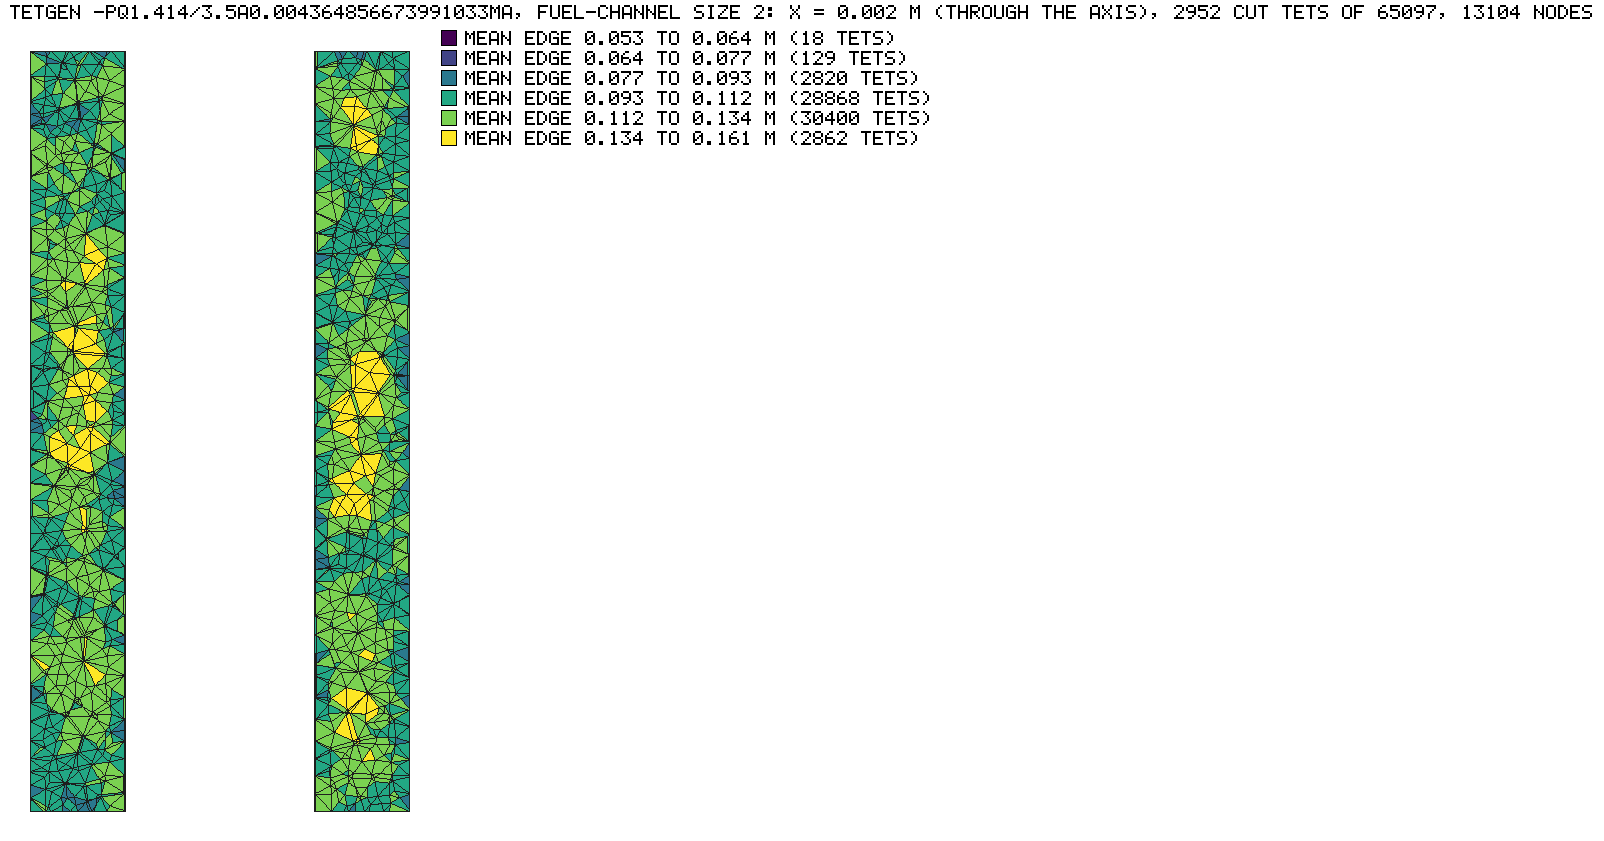 TETGEN -PQ1.414/3.5A0.0043648566673991033MA, FUEL-CHANNEL SIZE 2: X = 0.002 M (THROUGH THE AXIS), 2952 CUT TETS OF 65097, 13104 NODES
MEAN EDGE 0.053 TO 0.064 M (18 TETS)
MEAN EDGE 0.064 TO 0.077 M (129 TETS)
MEAN EDGE 0.077 TO 0.093 M (2820 TETS)
MEAN EDGE 0.093 TO 0.112 M (28868 TETS)
MEAN EDGE 0.112 TO 0.134 M (30400 TETS)
MEAN EDGE 0.134 TO 0.161 M (2862 TETS)